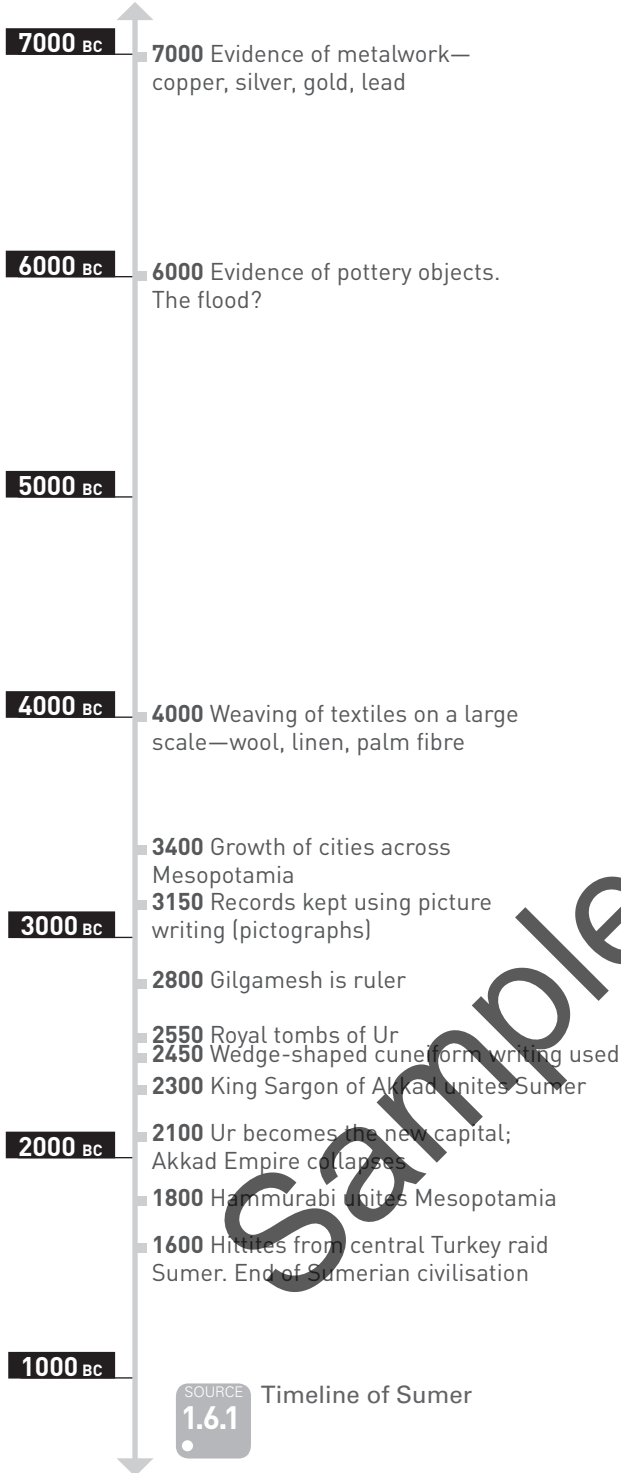 7000 BC
7000 Evidence of metalwork—
copper, silver, gold, lead
6000 BC
6000 Evidence of pottery objects.
The flood?
5000 BC
4000 BC
4000 Weaving of textiles on a large
scale—wool, linen, palm fibre
3400 Growth of cities across
Mesopotamia
3150 Records kept using picture
writing (pictographs)
3000 BC
2800 Gilgamesh is ruler
2550 Royal tombs of Ur
2450 Wedge-shaped cuneiform writing used
2300 King Sargon of Akkad unites Sumer
2100 Ur becomes the new capital;
Akkad Empire collapses
2000 BC
1800 Hammurabi unites Mesopotamia
1600 Hittites from central Turkey raid
Sumer. End of Sumerian civilisation
1000 BC
SOURCE
1.6.1
Timeline of Sumer
Sample